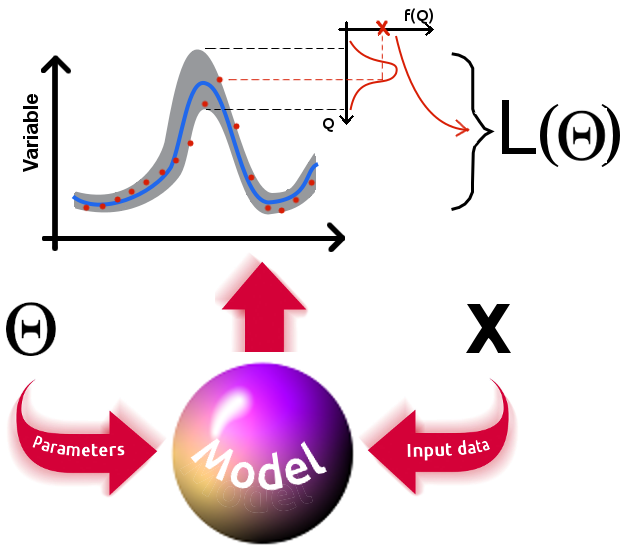 f(Q)
X
Variable
Q
L(Θ)
Θ
X
Parameters
Input data
Model